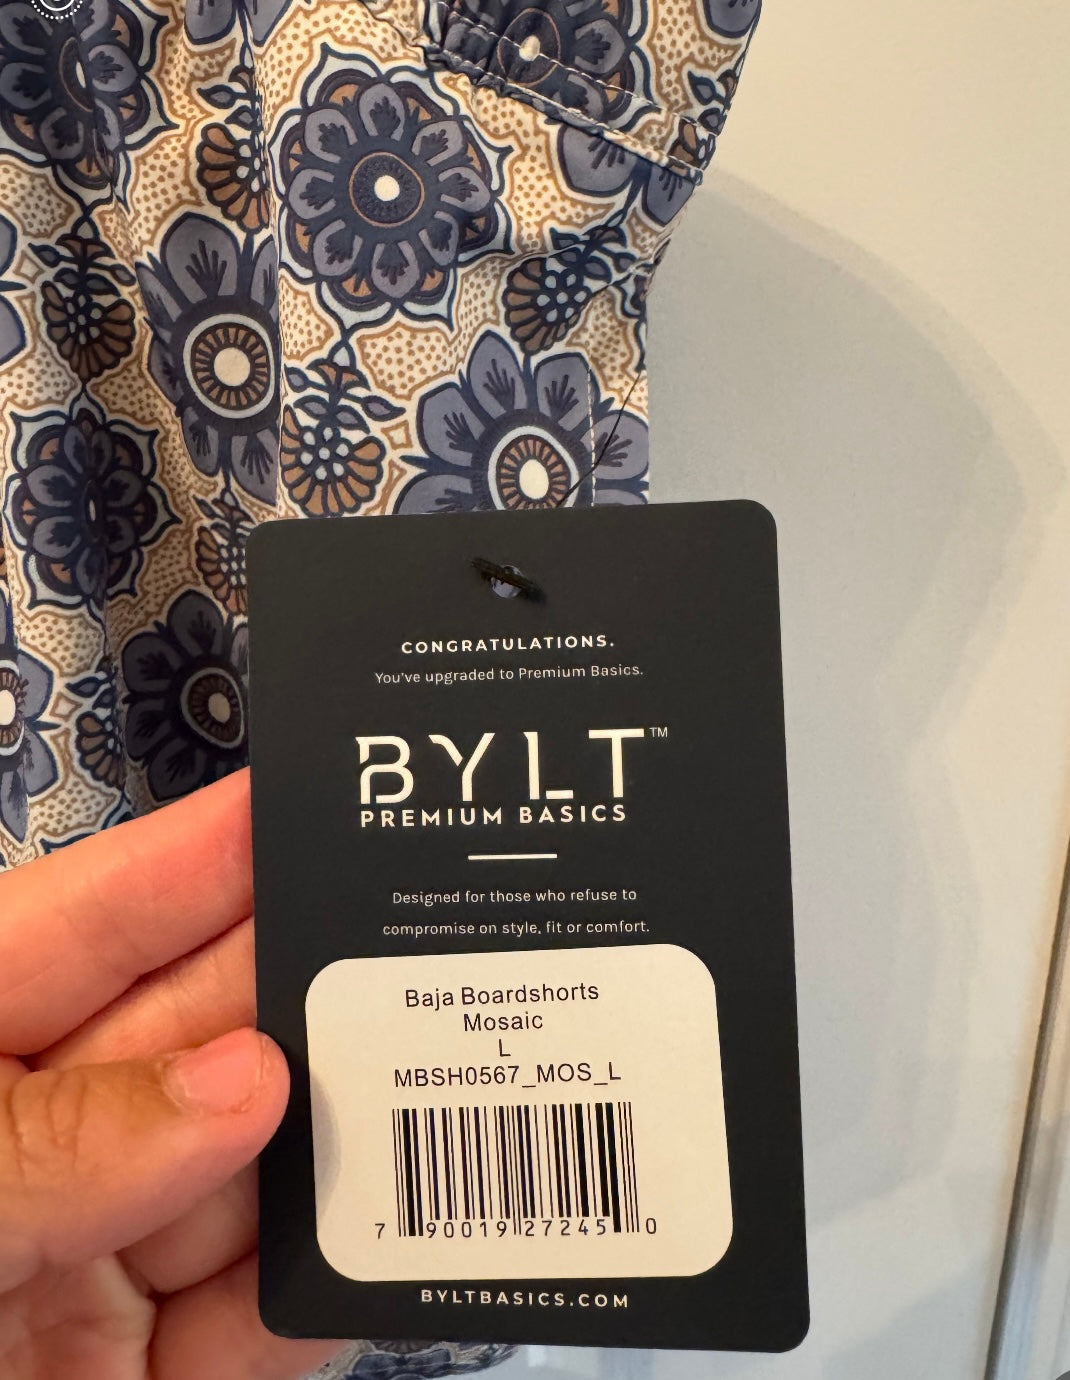 CONGRATULATIONS.
You've upgraded to Premium Basics.
BYLT™
PREMIUM BASICS
Designed for those who refuse to
compromise on style, fit or comfort.
Baja Boardshorts
Mosaic
L
MBSH0567_MOS_L
7 90019 27245 0
BYLTBASICS.COM